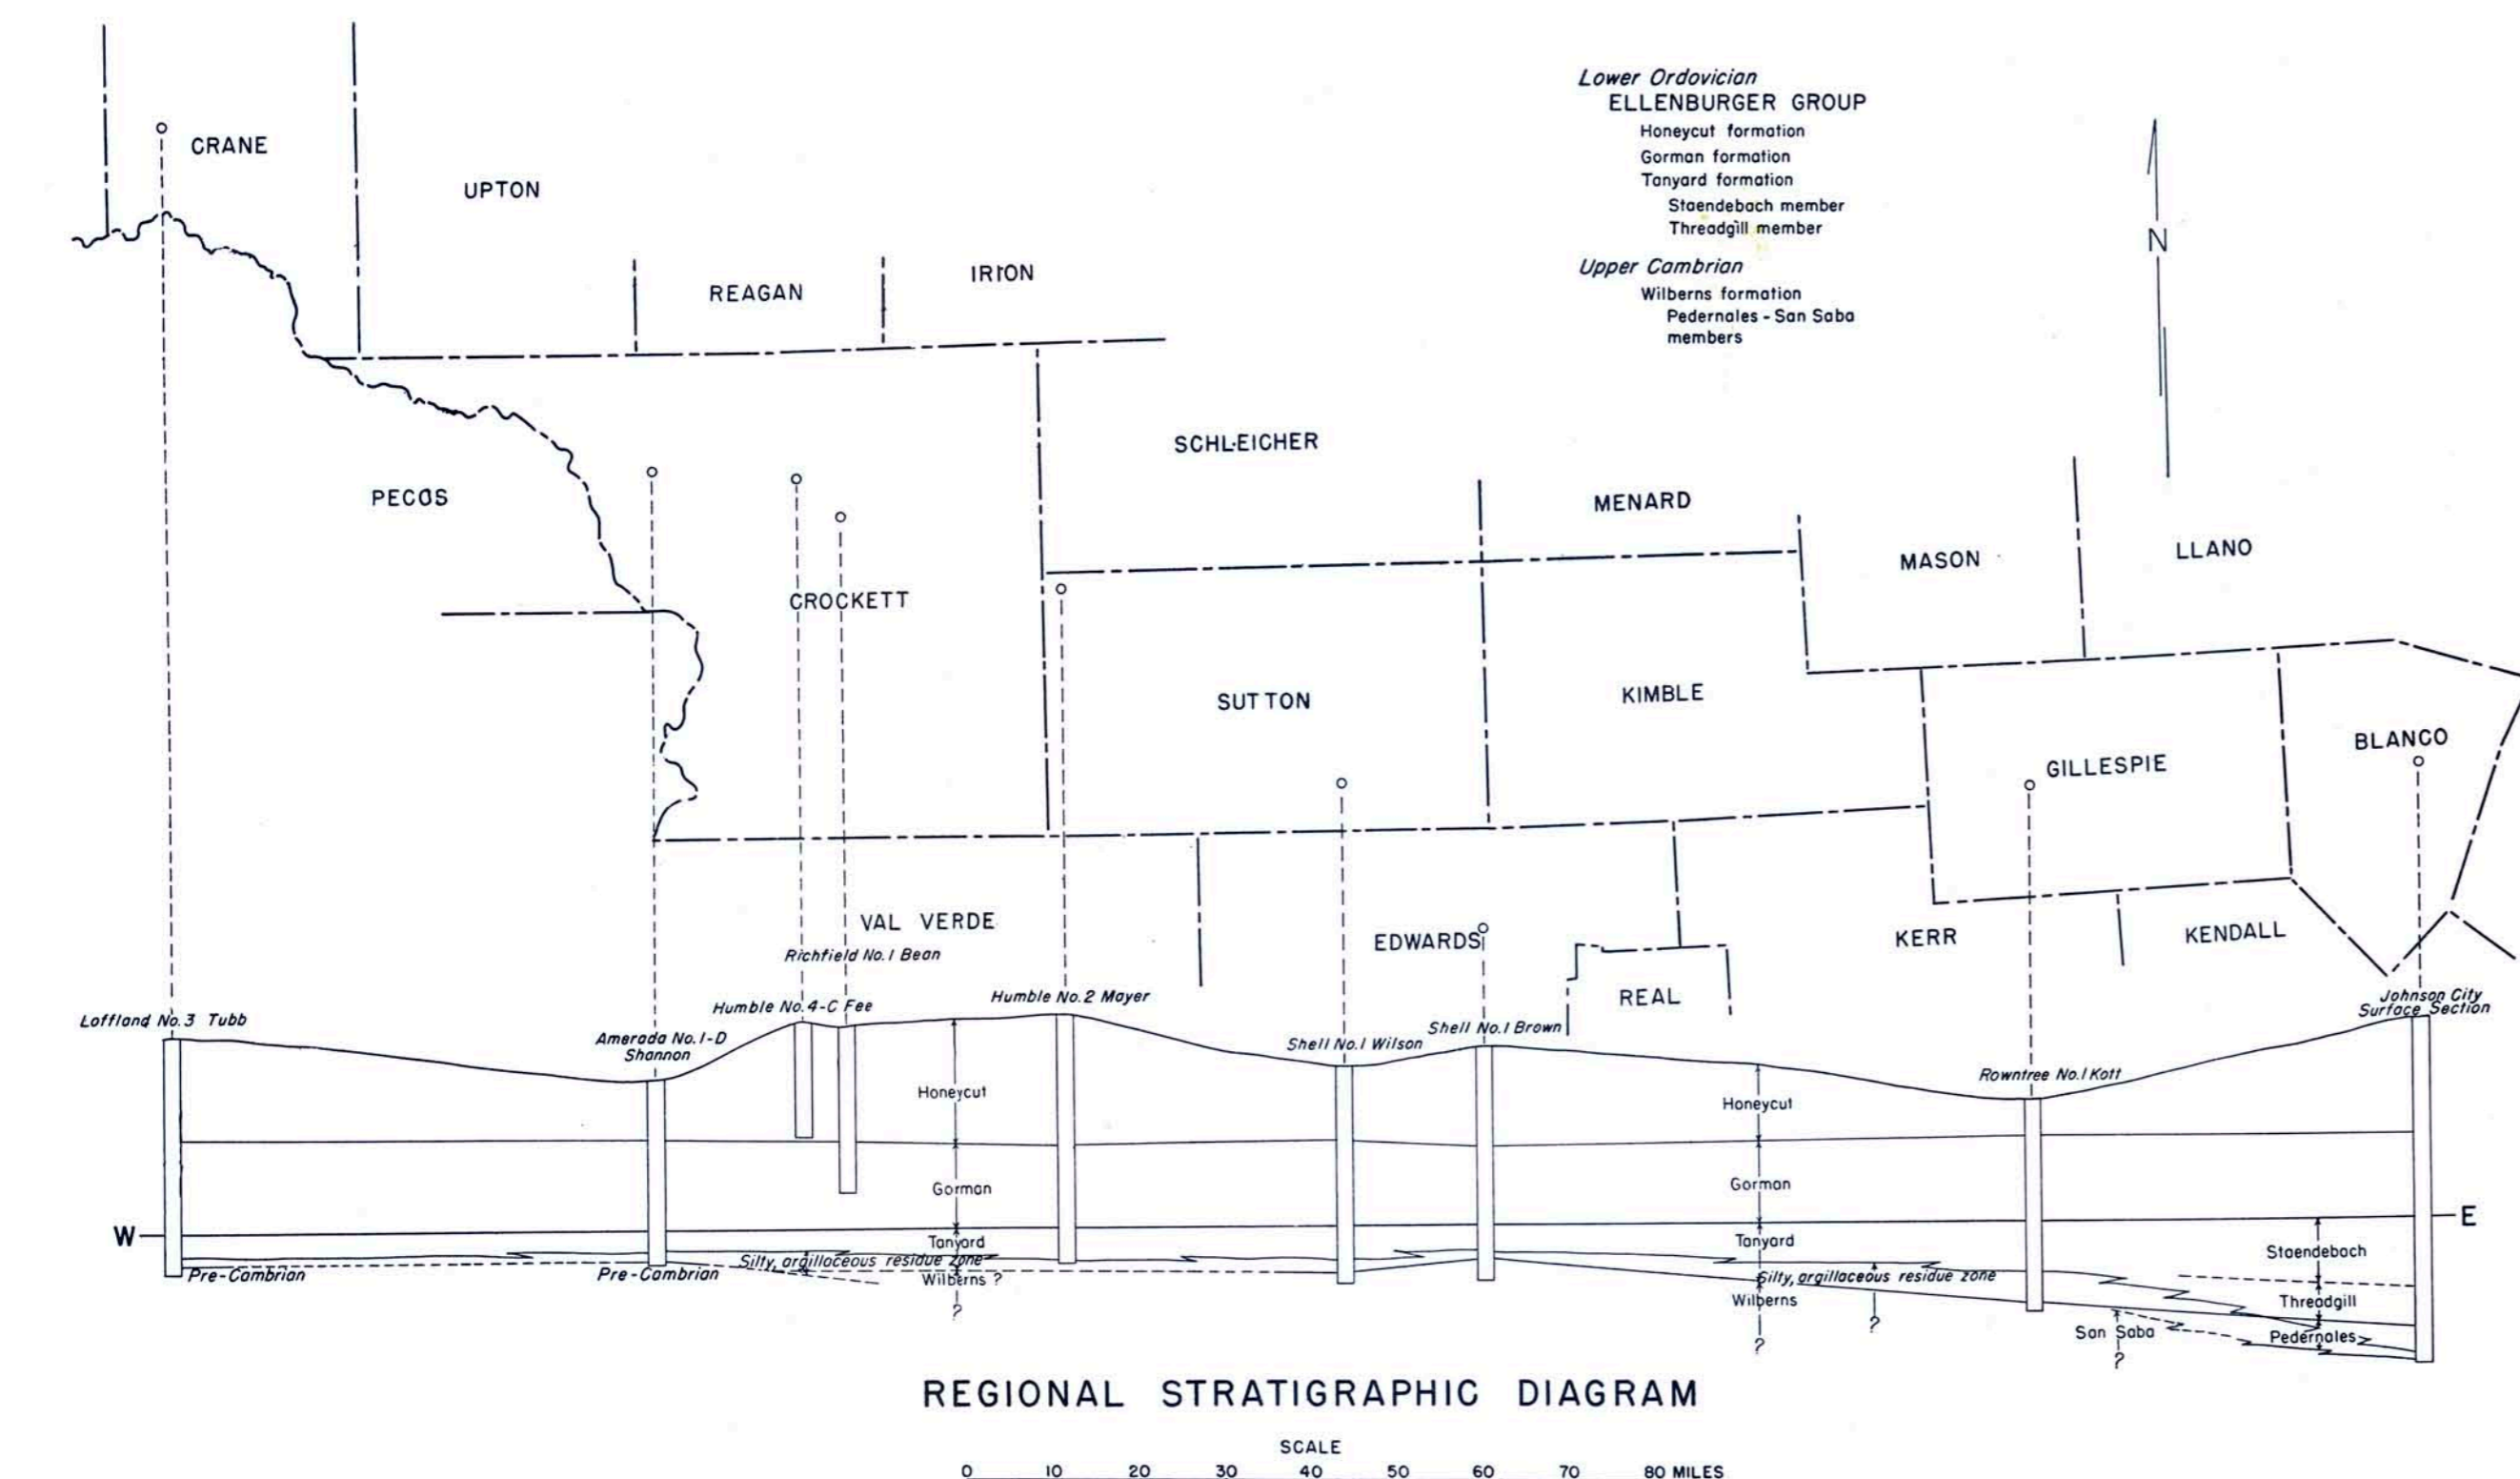 Lower Ordovician
ELLENBURGER GROUP
Honeycut formation
Gorman formation
Tanyard formation
Staendebach member
Threadgill member
Upper Cambrian
Wilberns formation
Pedernales - San Saba
members
N
CRANE
UPTON
REAGAN
IRION
PECOS
SCHLEICHER
MENARD
MASON
LLANO
CROCKETT
SUTTON
KIMBLE
GILLESPIE
BLANCO
VAL VERDE
EDWARDS
REAL
KERR
KENDALL
Loffland No. 3 Tubb
Amerada No. 1-D
Shannon
Humble No. 4-C Fee
Richfield No. 1 Bean
Humble No. 2 Mayer
Shell No. 1 Wilson
Shell No. 1 Brown
Rowntree No. 1 Kott
Johnson City
Surface Section
Honeycut
Honeycut
Gorman
Gorman
W
E
Tanyard
Tanyard
Staendebach
Pre-Cambrian
Pre-Cambrian
Silty, argillaceous residue zone
Wilberns ?
?
Silty, argillaceous residue zone
Wilberns
?
?
Threadgill
San Saba
?
Pedernales
REGIONAL STRATIGRAPHIC DIAGRAM
SCALE
0 10 20 30 40 50 60 70 80 MILES